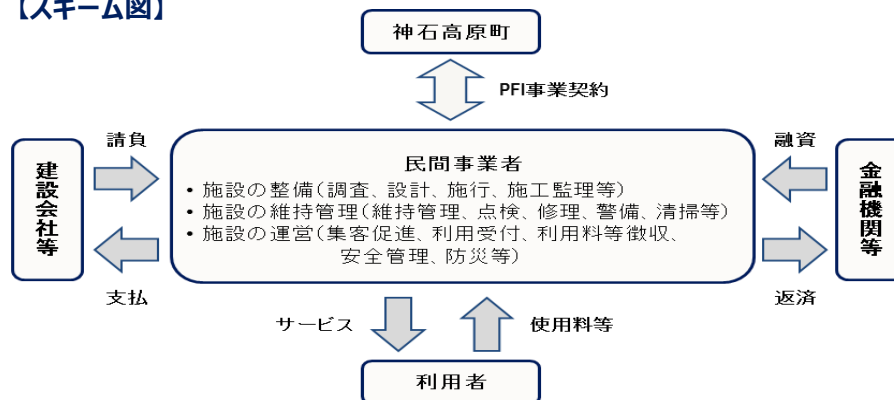 【スキーム図】
神石高原町
PFI事業契約
請負
融資
建設会社等
民間事業者
• 施設の整備(調査、設計、施行、施工監理等)
• 施設の維持管理(維持管理、点検、修理、警備、清掃等)
• 施設の運営(集客促進、利用受付、利用料等徴収、
安全管理、防災等)
金融機関等
支払
返済
サービス
使用料等
利用者